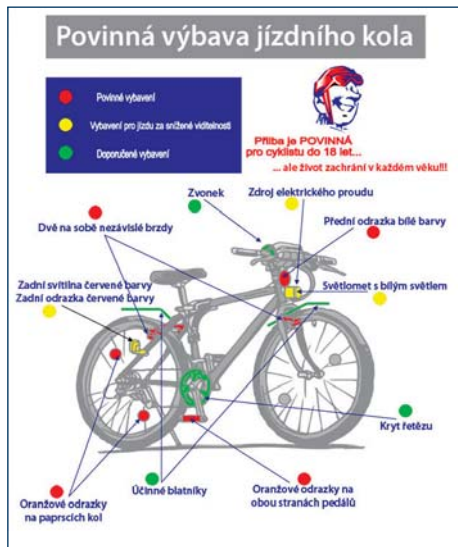 Povinná výbava jízdního kola
Povinné vybavení
Vybavení pro jízdu za snížené viditelnosti
Doporučené vybavení
Přilba je POVINNÁ
pro cyklistu do 18 let...
... ale život zachrání v každém věku!!!
Zvonek
Zdroj elektrického proudu
Dvě na sobě nezávislé brzdy
Přední odrazka bílé barvy
Zadní svítilna červené barvy
Zadní odrazka červené barvy
Světlomet s bílým světlem
Kryt řetězu
Oranžové odrazky
na paprscích kol
Účinné blatníky
Oranžové odrazky na
obou stranách pedálů